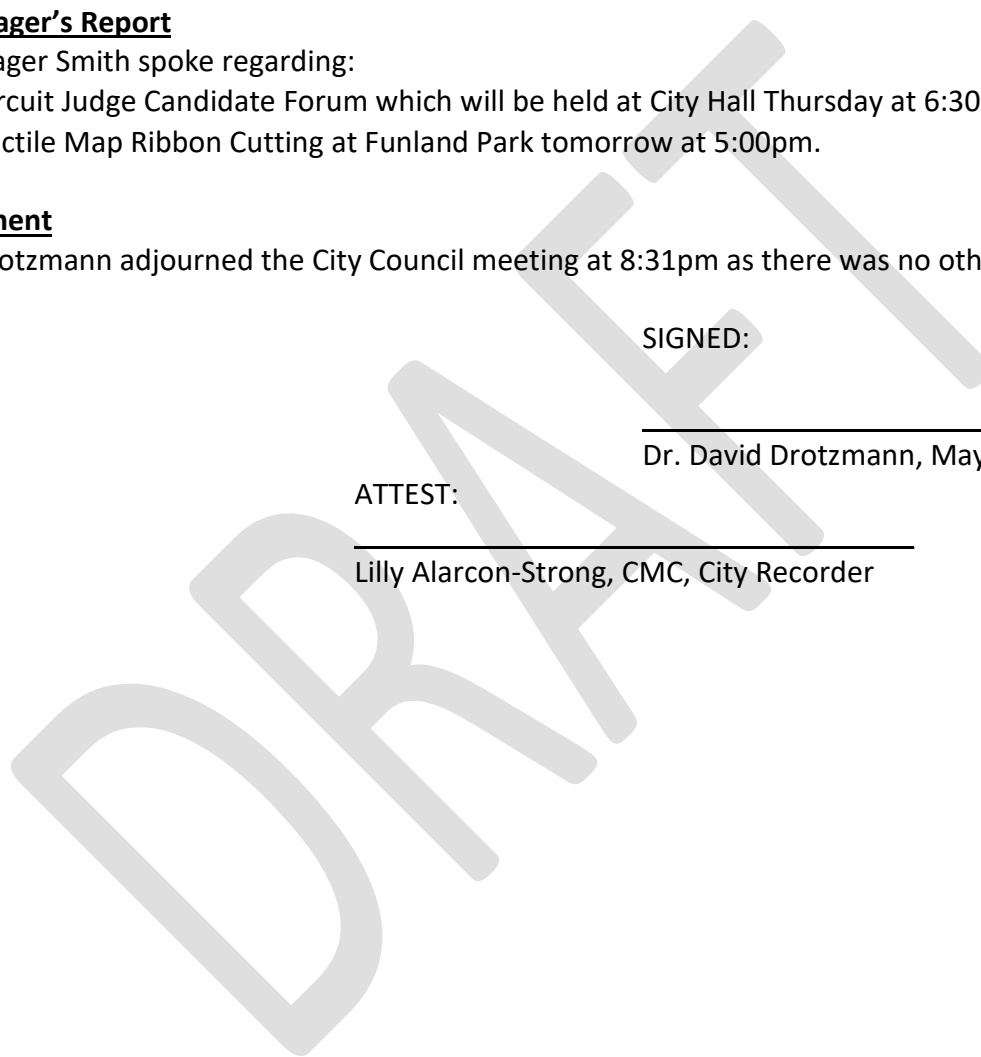 ager’s Report
ager Smith spoke regarding:
rcuit Judge Candidate Forum which will be held at City Hall Thursday at 6:30
ctile Map Ribbon Cutting at Funland Park tomorrow at 5:00pm.
ment
rotzmann adjourned the City Council meeting at 8:31pm as there was no oth
SIGNED:
Dr. David Drotzmann, May
ATTEST:
Lilly Alarcon-Strong, CMC, City Recorder
DRAFT